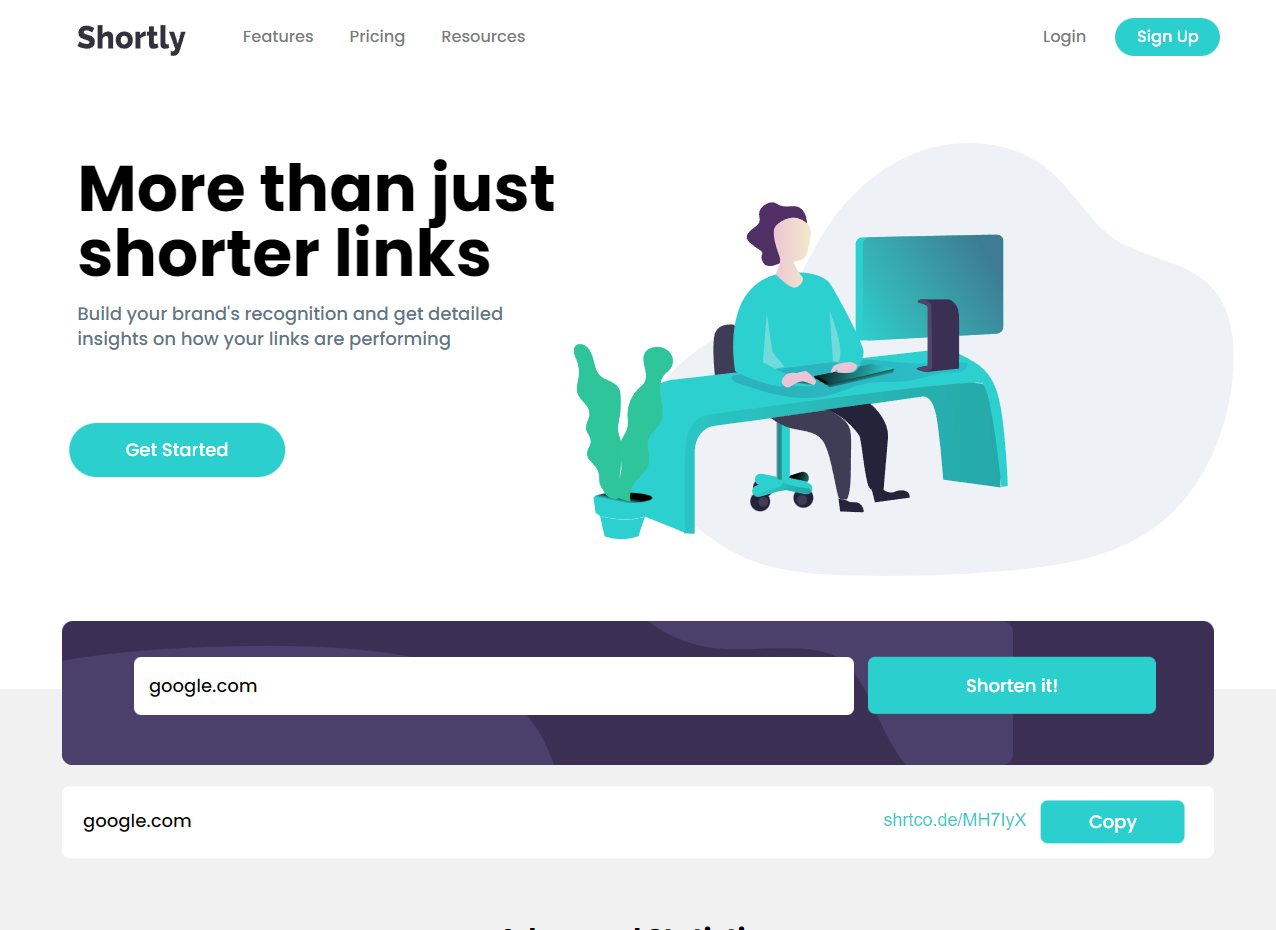 Shortly
Features
Pricing
Resources
Login
Sign Up
More than just
shorter links
Build your brand's recognition and get detailed
insights on how your links are performing
Get Started
google.com
Shorten it!
google.com
shrtco.de/MH7IyX
Copy